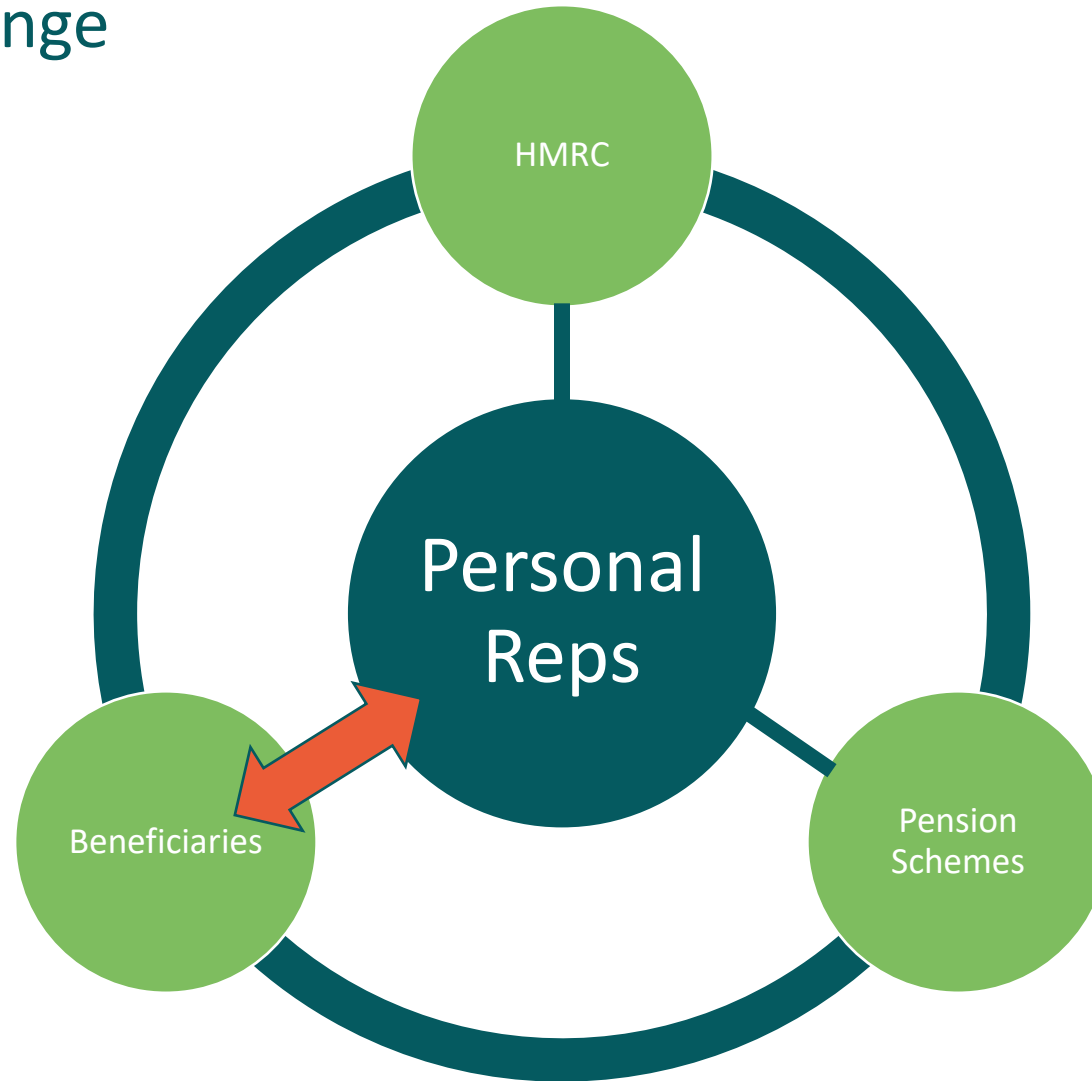 nge
HMRC
Personal
Reps
Beneficiaries
Pension
Schemes